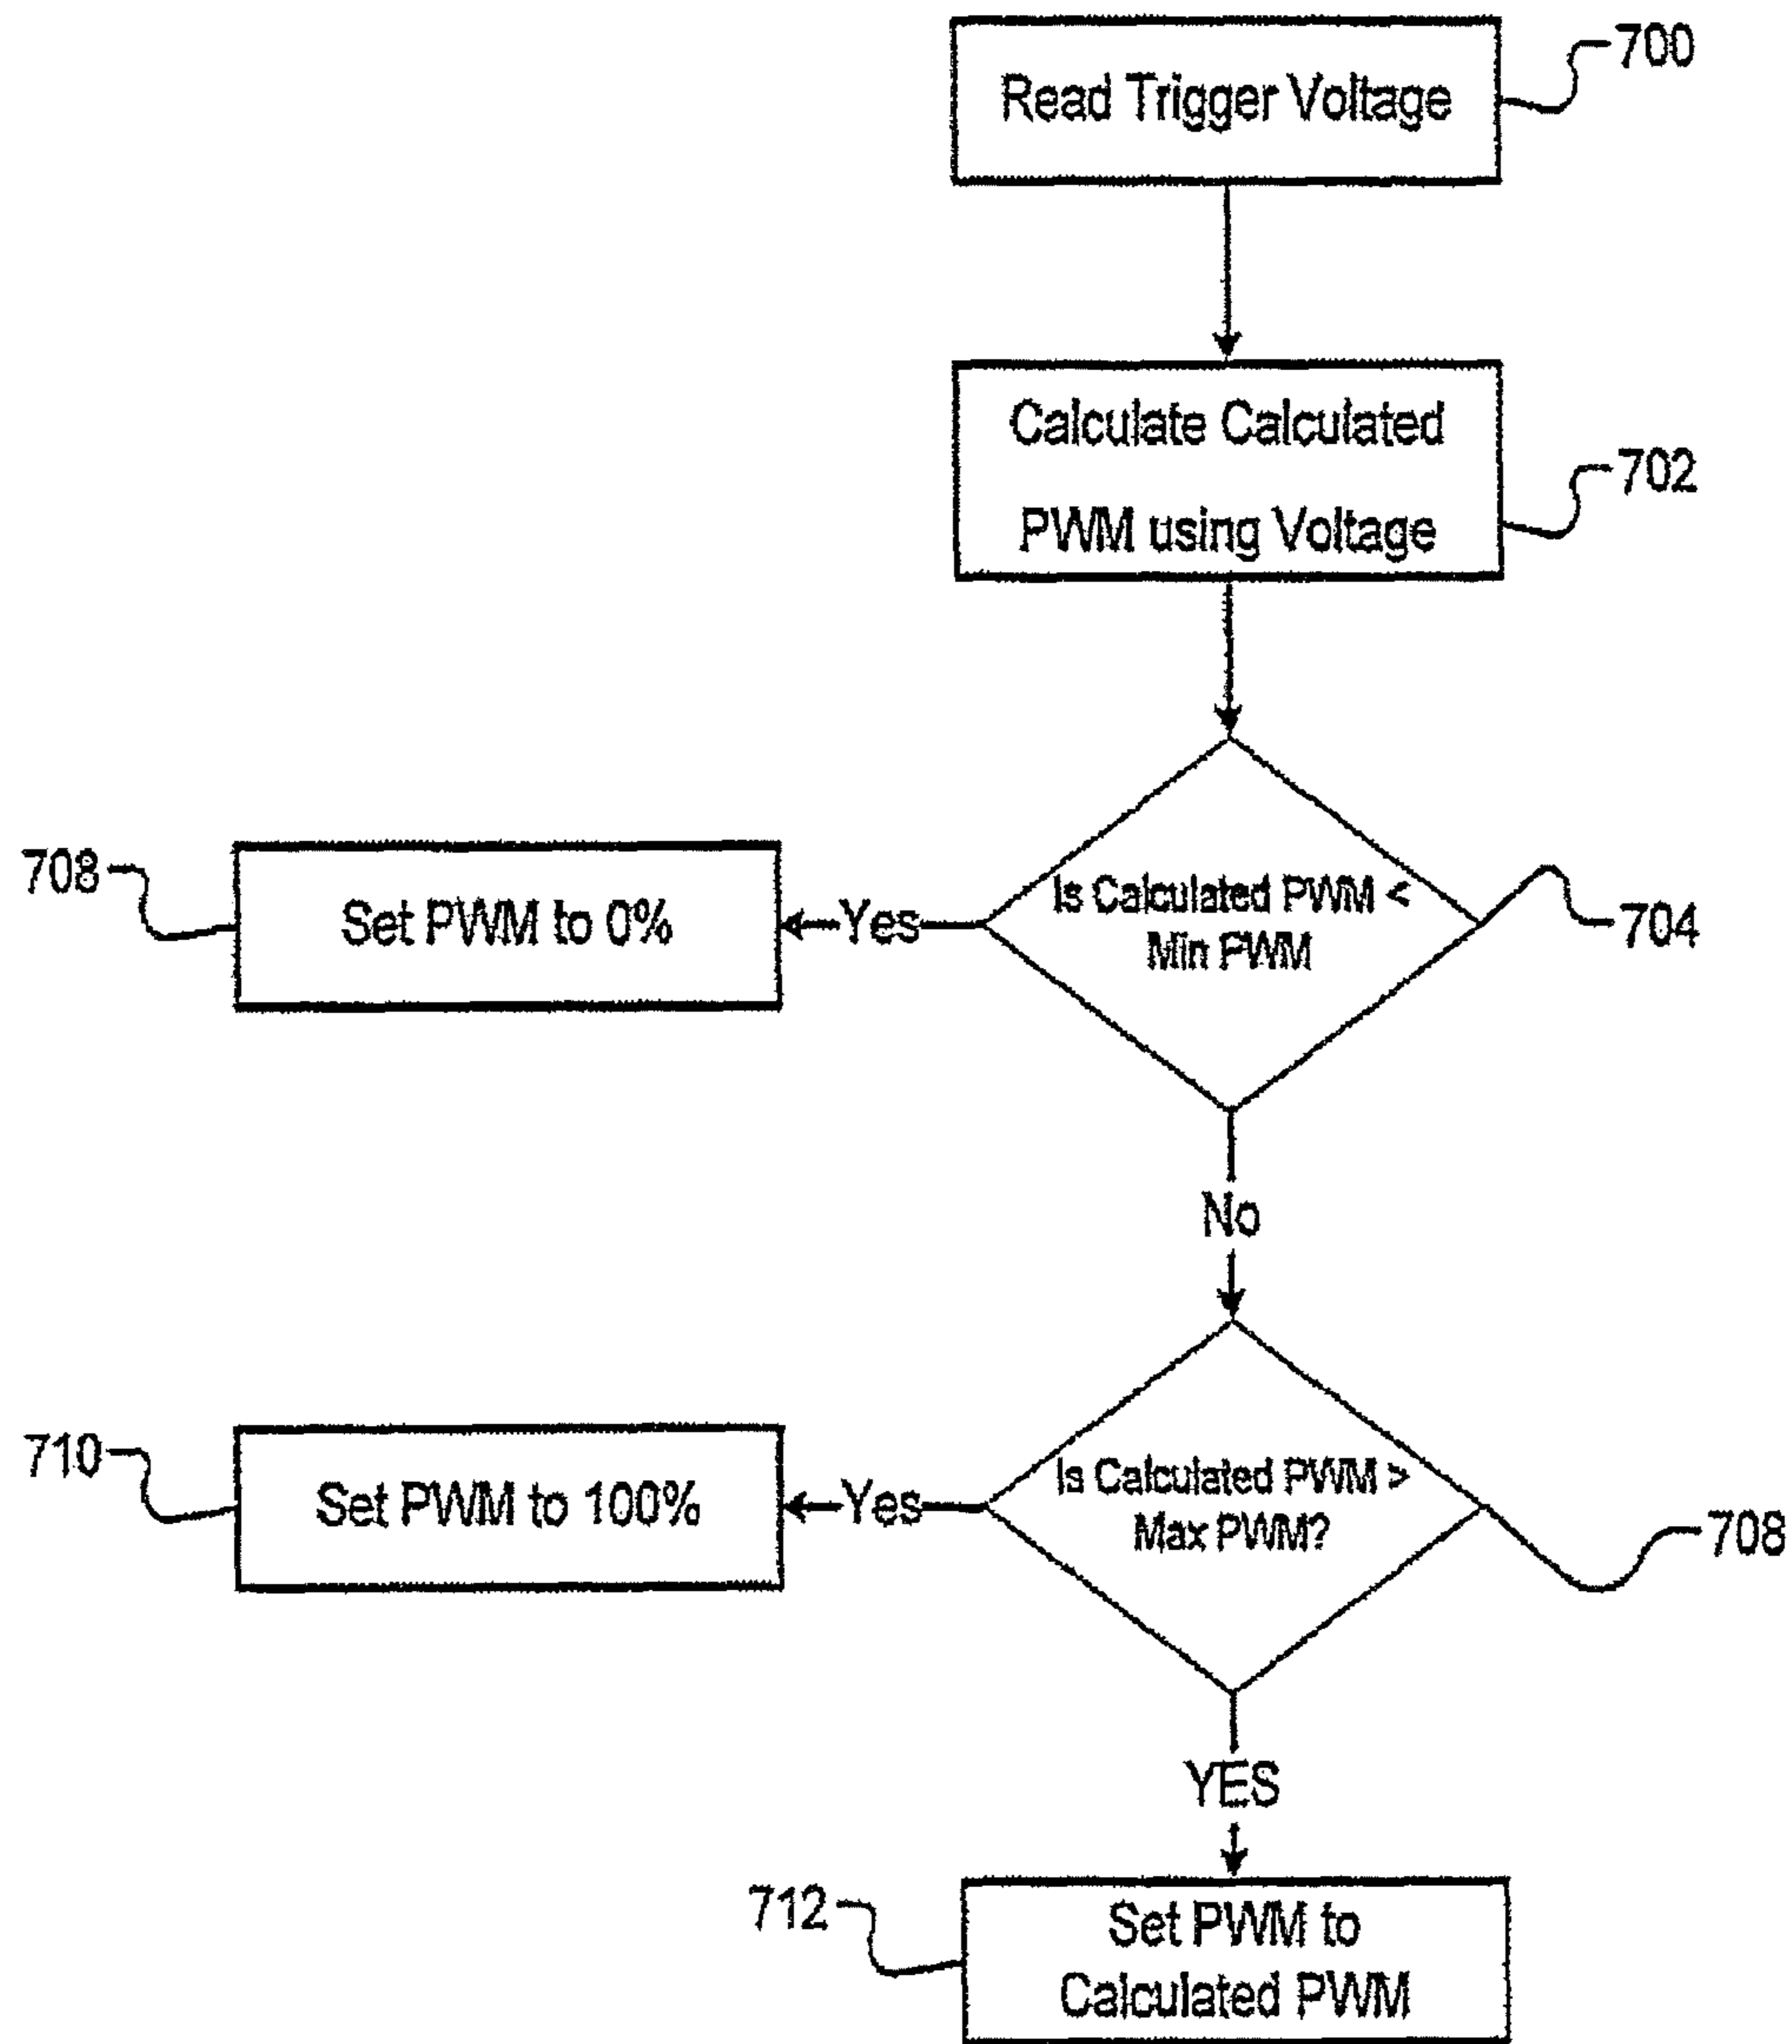 700
Read Trigger Voltage
Calculate Calculated
PWM using Voltage
702
Is Calculated PWM <
Min PWM
704
Yes
Set PWM to 0%
708
No
Is Calculated PWM >
Max PWM?
708
Yes
Set PWM to 100%
710
YES
712
Set PWM to
Calculated PWM